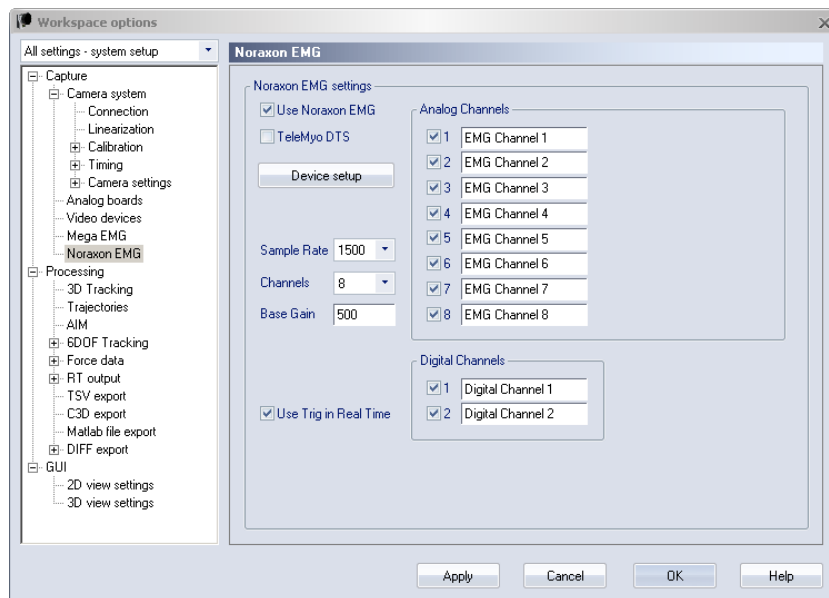 Workspace options
All settings - system setup
Capture
Camera system
Connection
Linearization
Calibration
Timing
Camera settings
Analog boards
Video devices
Mega EMG
Noraxon EMG
Processing
3D Tracking
Trajectories
AIM
6DOF Tracking
Force data
RT output
TSV export
C3D export
Matlab file export
DIFF export
GUI
2D view settings
3D view settings
Noraxon EMG
Noraxon EMG settings
Use Noraxon EMG
TeleMyo DTS
Device setup
Sample Rate 1500
Channels 8
Base Gain 500
Use Trig in Real Time
Analog Channels
1 EMG Channel 1
2 EMG Channel 2
3 EMG Channel 3
4 EMG Channel 4
5 EMG Channel 5
6 EMG Channel 6
7 EMG Channel 7
8 EMG Channel 8
Digital Channels
1 Digital Channel 1
2 Digital Channel 2
Apply Cancel OK Help